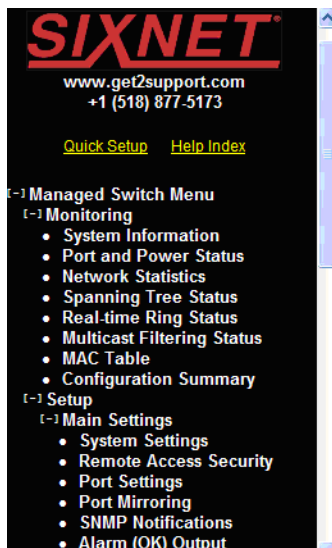 SIXNET
www.get2support.com
+1 (518) 877-5173
Quick Setup Help Index
[-] Managed Switch Menu
[-] Monitoring
• System Information
• Port and Power Status
• Network Statistics
• Spanning Tree Status
• Real-time Ring Status
• Multicast Filtering Status
• MAC Table
• Configuration Summary
[-] Setup
[-] Main Settings
• System Settings
• Remote Access Security
• Port Settings
• Port Mirroring
• SNMP Notifications
• Alarm (OK) Output